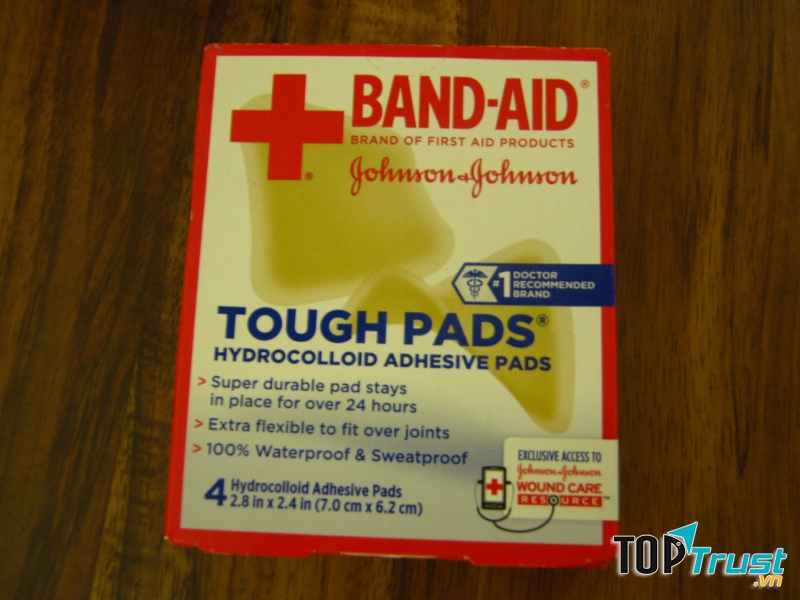 BAND-AID®
BRAND OF FIRST AID PRODUCTS
®
Johnson & Johnson
#1 DOCTOR
RECOMMENDED
BRAND
TOUGH PADS®
HYDROCOLLOID ADHESIVE PADS
> Super durable pad stays
in place for over 24 hours
> Extra flexible to fit over joints
> 100% Waterproof & Sweatproof
4 Hydrocolloid Adhesive Pads
2.8 in x 2.4 in (7.0 cm x 6.2 cm)
EXCLUSIVE ACCESS TO
Johnson & Johnson
WOUND CARE
RESOURCE™
TOPTrust.vn